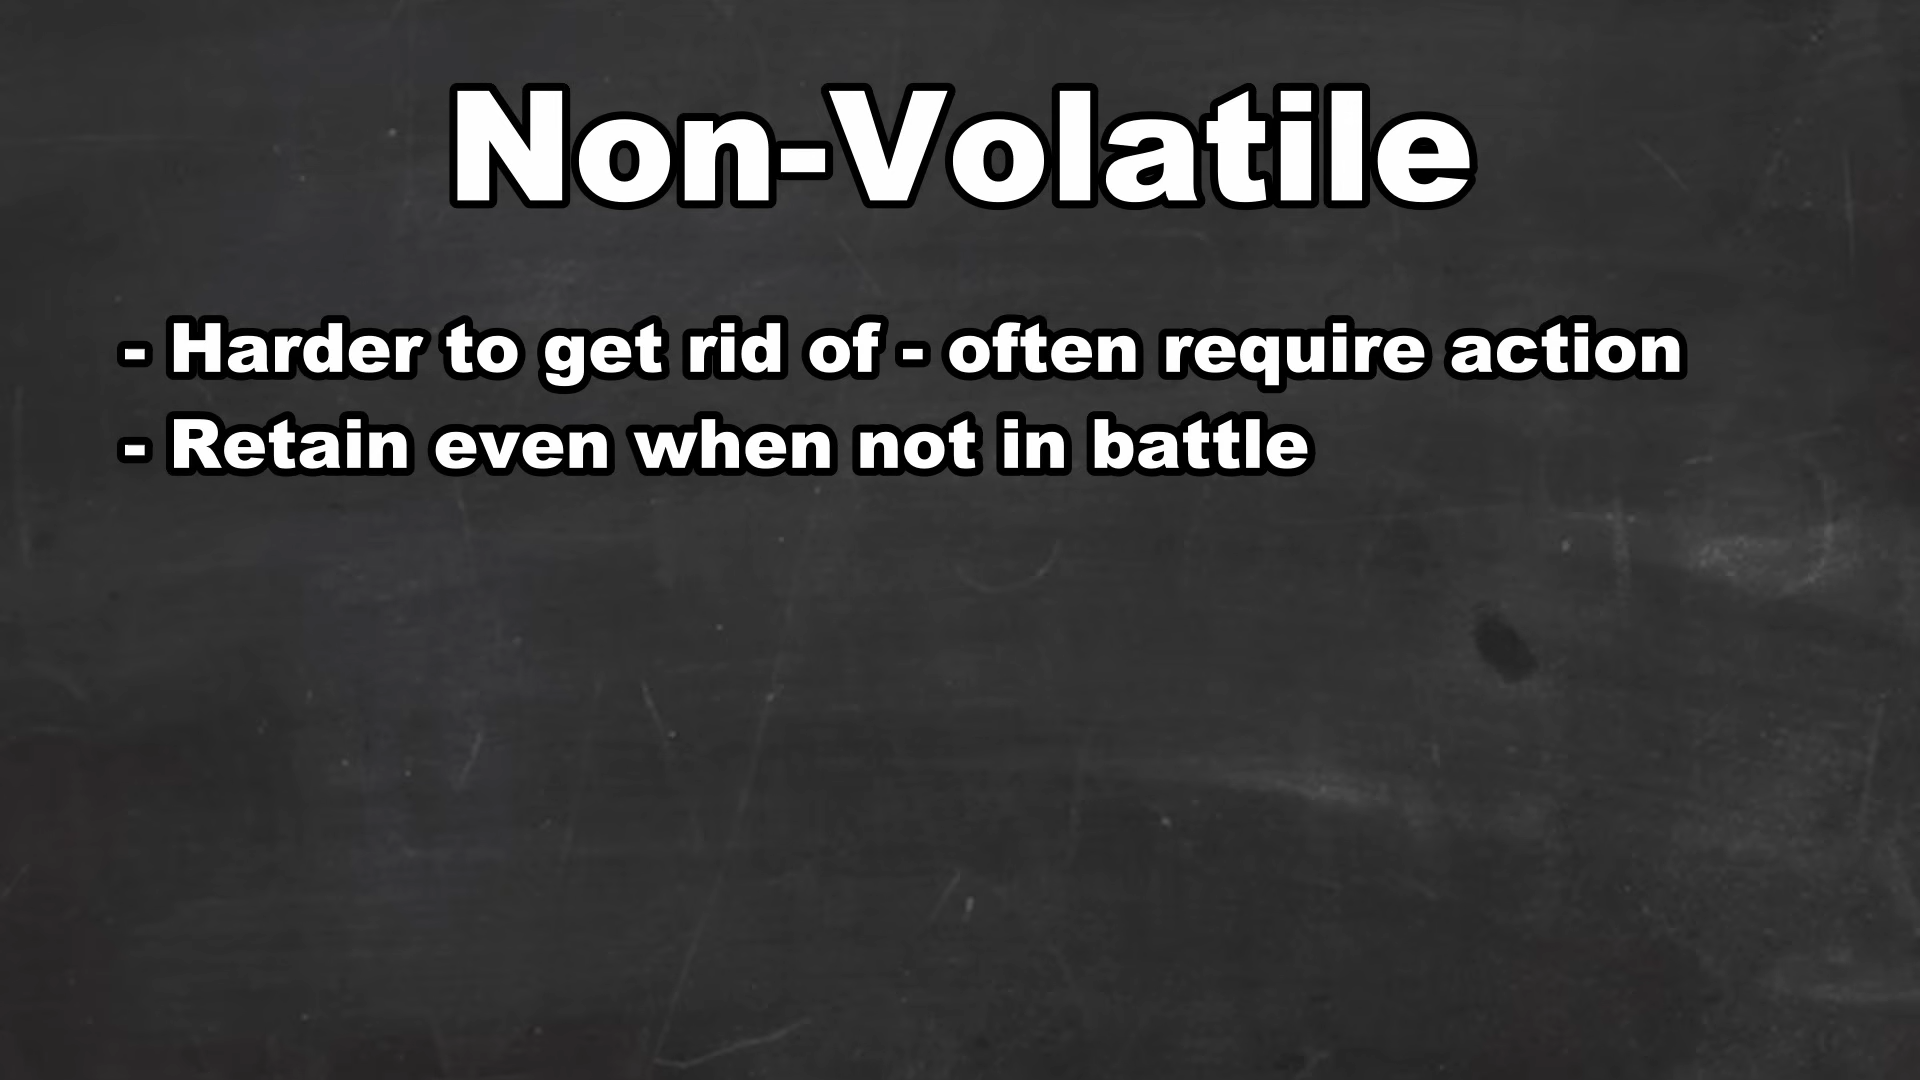 Non-Volatile
- Harder to get rid of - often require action
- Retain even when not in battle